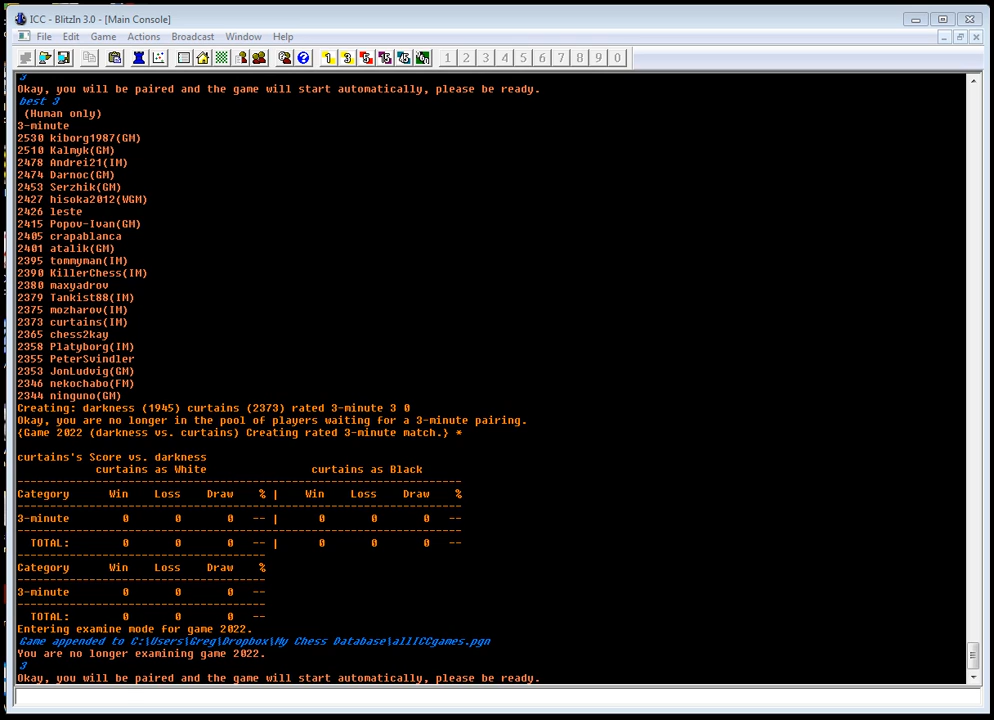 ICC - BlitzIn 3.0 - [Main Console]
File Edit Game Actions Broadcast Window Help
1 3 5 15 1 2 3 4 5 6 7 8 9 0
3
Okay, you will be paired and the game will start automatically, please be ready.
best 3
(Human only)
3-minute
2530 kiborg1987(GM)
2510 Kalmyk(GM)
2478 Andrei21(IM)
2474 Darnoc(GM)
2453 Serzhik(GM)
2427 hisoka2012(WGM)
2426 leste
2415 Popov-Ivan(GM)
2405 crapablanca
2401 atalik(GM)
2395 tommyman(IM)
2390 KillerChess(IM)
2380 maxyadrov
2379 Tankist88(IM)
2375 mozharov(IM)
2373 curtains(IM)
2365 chess2kay
2358 Platyborg(IM)
2355 PeterSvindler
2353 JonLudvig(GM)
2346 nekochabo(FM)
2344 ninguno(GM)
Creating: darkness (1945) curtains (2373) rated 3-minute 3 0
Okay, you are no longer in the pool of players waiting for a 3-minute pairing.
{Game 2022 (darkness vs. curtains) Creating rated 3-minute match.} *
curtains's Score vs. darkness
curtains as White curtains as Black
-------------------------------------------------------------
Category Win Loss Draw % | Win Loss Draw %
-------------------------------------------------------------
3-minute 0 0 0 -- | 0 0 0 --
-------------------------------------------------------------
TOTAL: 0 0 0 -- | 0 0 0 --
----------------------------------
Category Win Loss Draw %
----------------------------------
3-minute 0 0 0 --
----------------------------------
TOTAL: 0 0 0 --
Entering examine mode for game 2022.
Game appended to C:\Users\Greg\Dropbox\My Chess Database\allICCgames.pgn
You are no longer examining game 2022.
3
Okay, you will be paired and the game will start automatically, please be ready.